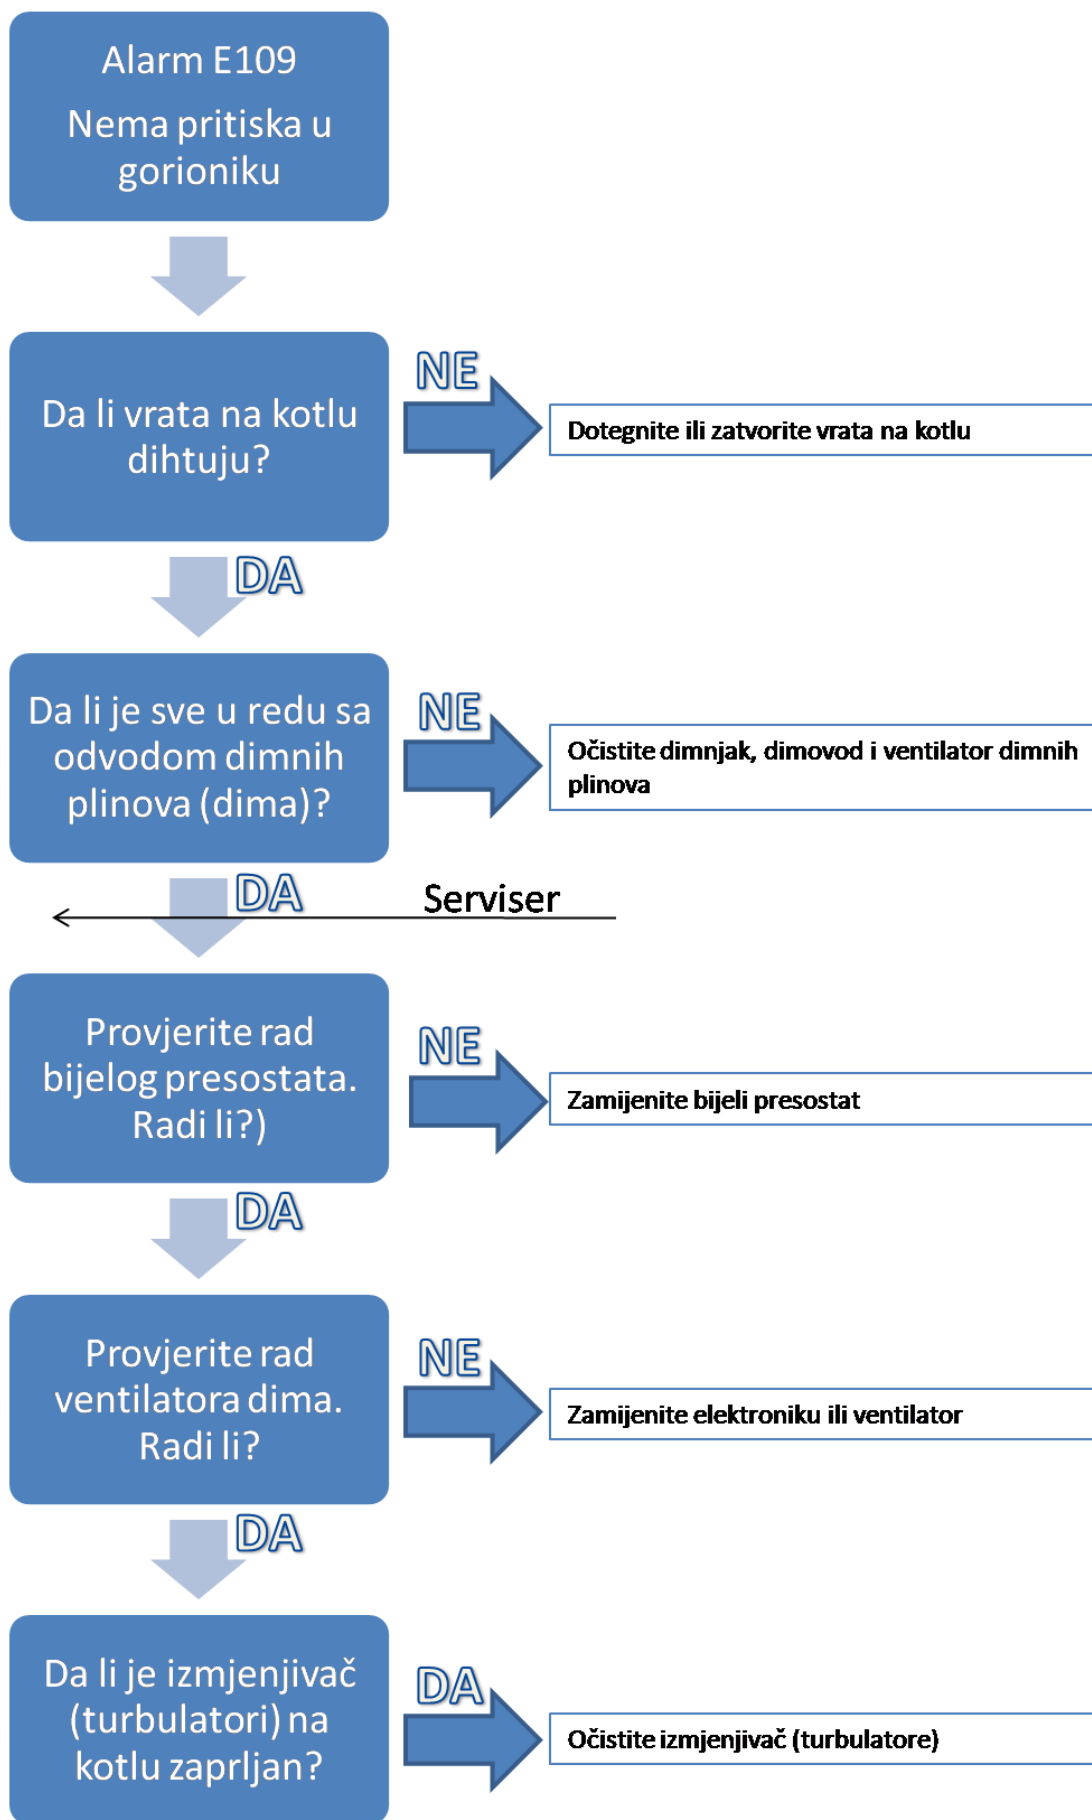 Alarm E109
Nema pritiska u
gorioniku
Da li vrata na kotlu
dihtuju?
NE
Dotegnite ili zatvorite vrata na kotlu
DA
Da li je sve u redu sa
odvodom dimnih
plinova (dima)?
NE
Očistite dimnjak, dimovod i ventilator dimnih
plinova
DA
Serviser
Provjerite rad
bijelog presostata.
Radi li?)
NE
Zamijenite bijeli presostat
DA
Provjerite rad
ventilatora dima.
Radi li?
NE
Zamijenite elektroniku ili ventilator
DA
Da li je izmjenjivač
(turbulatori) na
kotlu zaprljan?
DA
Očistite izmjenjivač (turbulatore)